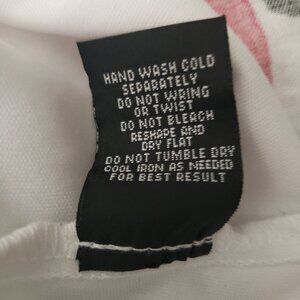 HAND WASH COLD
SEPARATELY
DO NOT WRING
OR TWIST
DO NOT BLEACH
RESHAPE AND
DRY FLAT
DO NOT TUMBLE DRY
COOL IRON AS NEEDED
FOR BEST RESULT